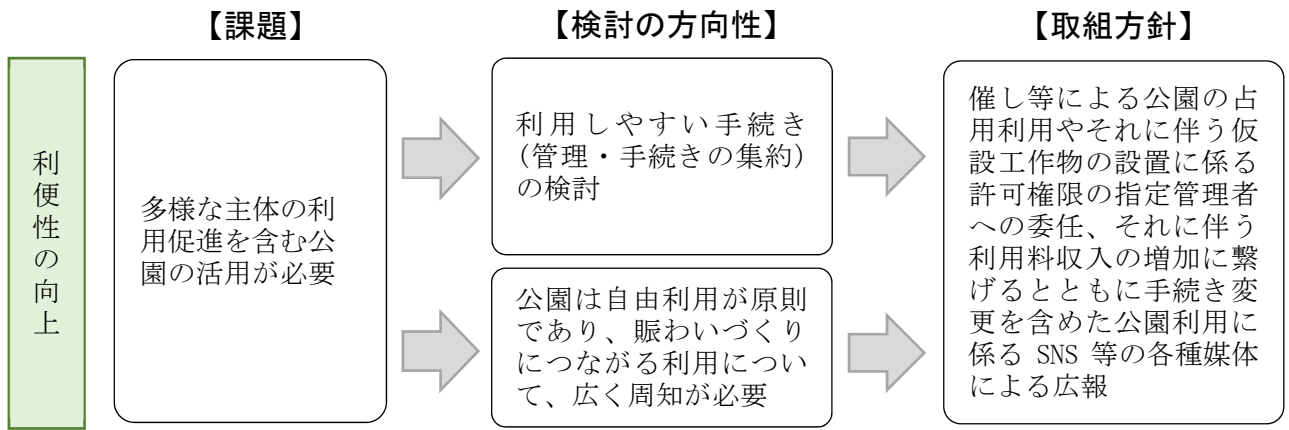 【課題】
【検討の方向性】
【取組方針】
利便性の向上
多様な主体の利
用促進を含む公
園の活用が必要
利用しやすい手続き
(管理・手続きの集約)
の検討
公園は自由利用が原則
であり、賑わいづくり
につながる利用につい
て、広く周知が必要
催し等による公園の占
用利用やそれに伴う仮
設工作物の設置に係る
許可権限の指定管理者
への委任、それに伴う
利用料収入の増加に繋
げるとともに手続き変
更を含めた公園利用に
係る SNS 等の各種媒体
による広報